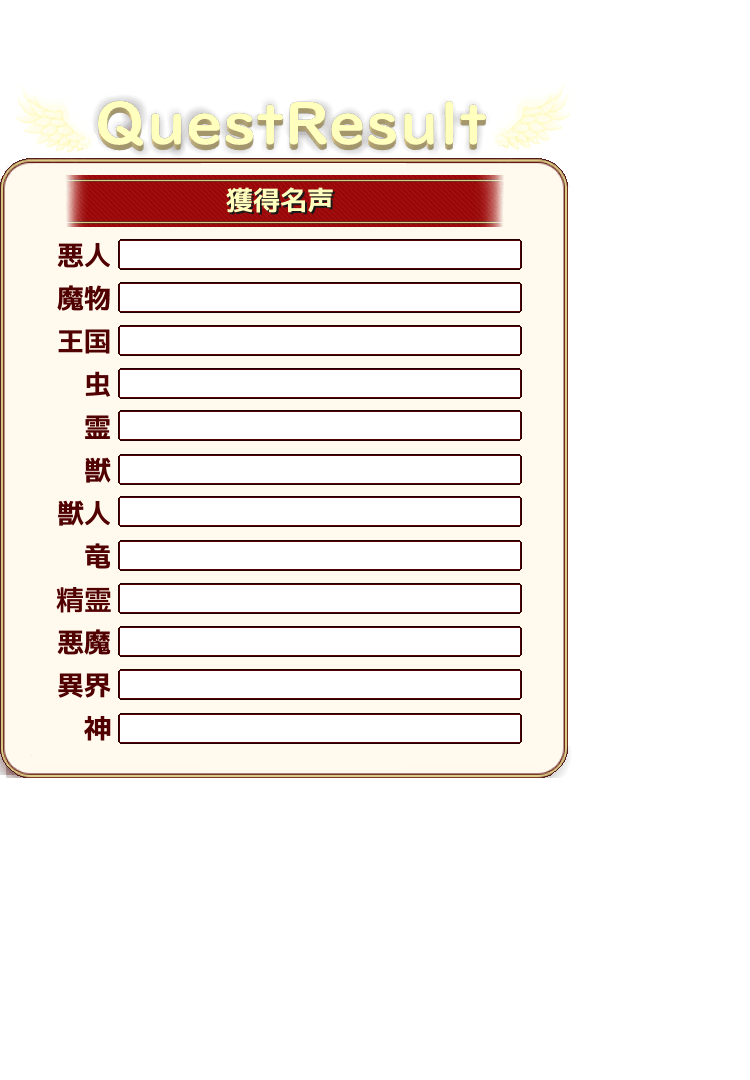 QuestResult
獲得名声
悪人
魔物
王国
虫
霊
獣
獣人
竜
精霊
悪魔
異界
神